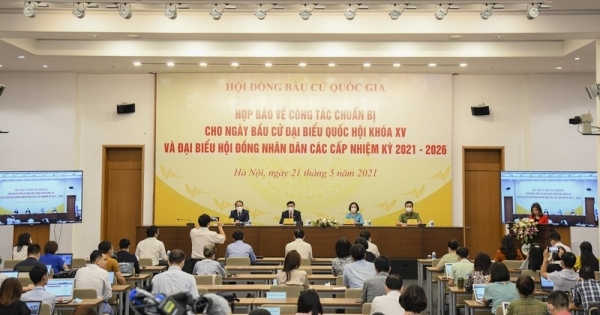 HỘI ĐỒNG BẦU CỬ QUỐC GIA
HỌP BÁO VỀ CÔNG TÁC CHUẨN BỊ
CHO NGÀY BẦU CỬ ĐẠI BIỂU QUỐC HỘI KHÓA XV
VÀ ĐẠI BIỂU HỘI ĐỒNG NHÂN DÂN CÁC CẤP NHIỆM KỲ 2021 - 2026
Hà Nội, ngày 21 tháng 5 năm 2021